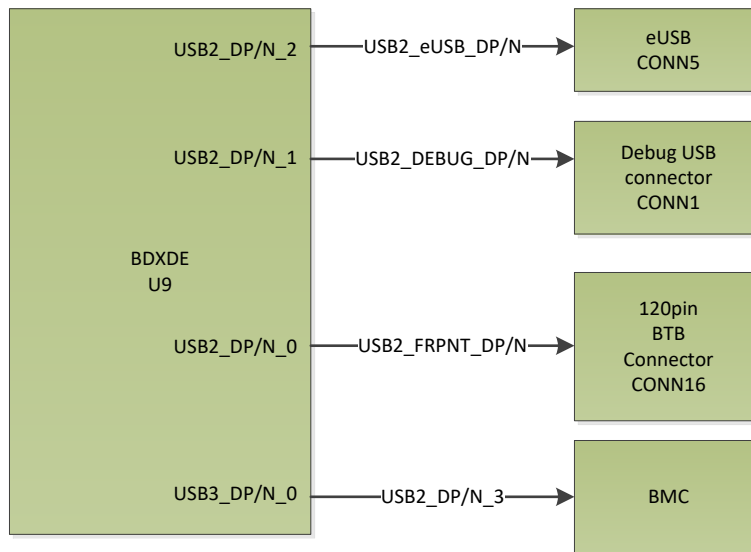 USB2_DP/N_2
USB2_eUSB_DP/N
eUSB
CONN5
USB2_DP/N_1
USB2_DEBUG_DP/N
Debug USB
connector
CONN1
BDXDE
U9
USB2_DP/N_0
USB2_FRPNT_DP/N
120pin
BTB
Connector
CONN16
USB3_DP/N_0
USB2_DP/N_3
BMC